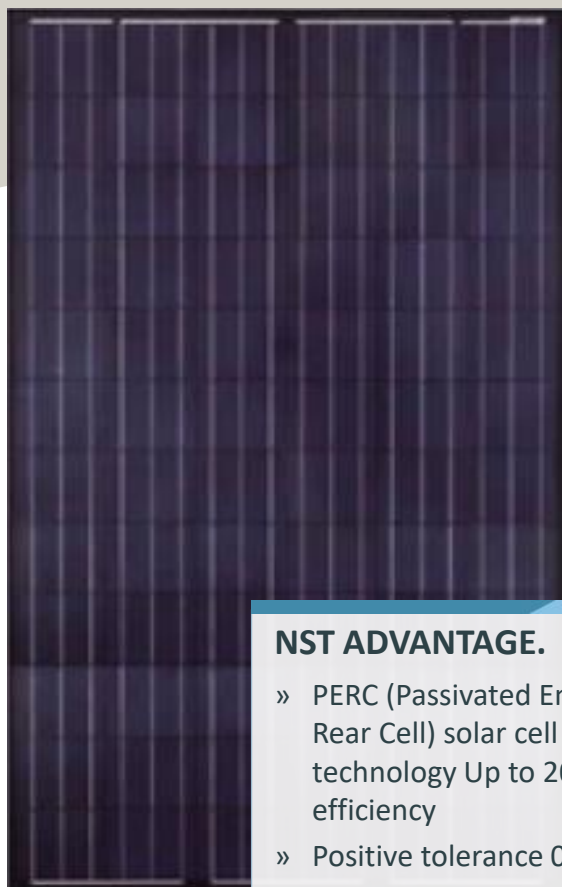 NST ADVANTAGE.
» PERC (Passivated
Rear Cell) solar cell
technology Up to
efficiency
» Positive tolerance